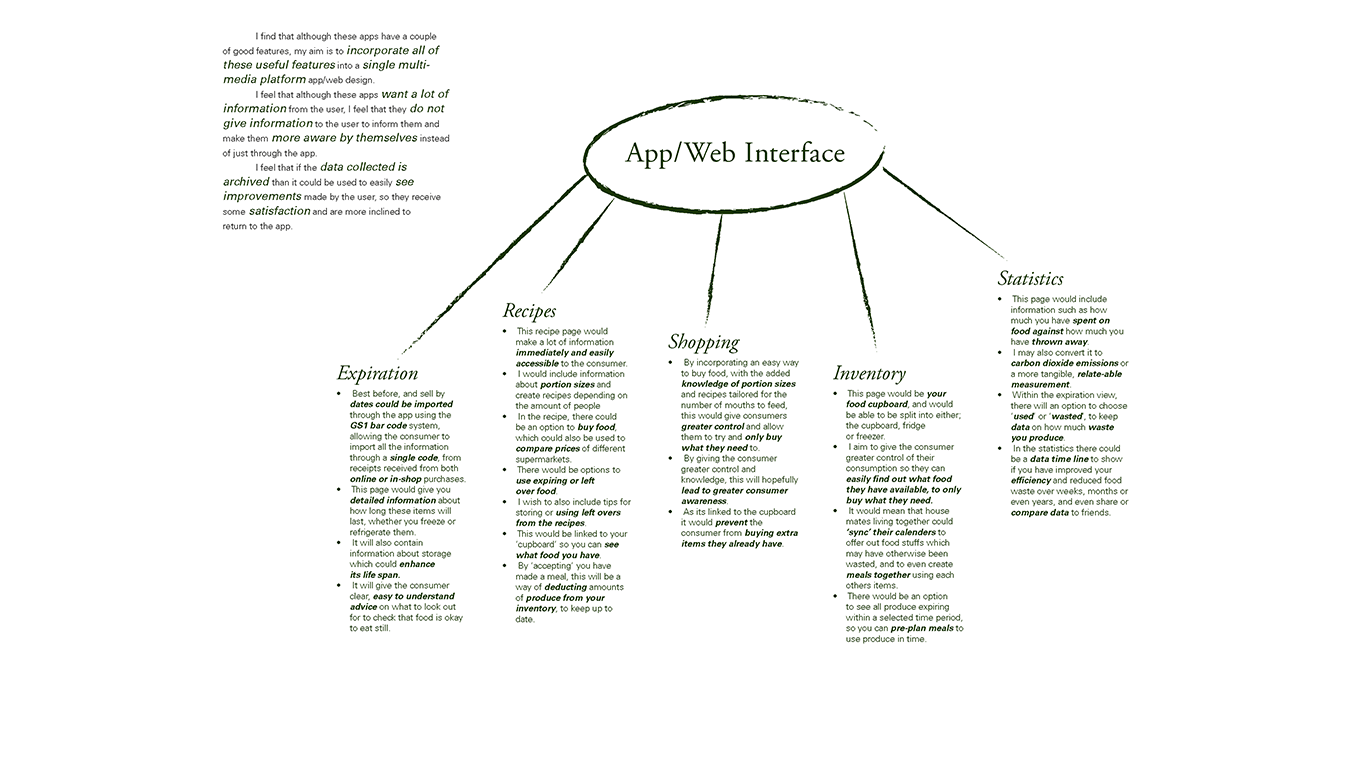 I find that although these apps have a couple
of good features, my aim is to incorporate all of
these useful features into a single multi-
media platform app/web design.
I feel that although these apps want a lot of
information from the user, I feel that they do not
give information to the user to inform them and
make them more aware by themselves instead
of just through the app.
I feel that if the data collected is
archived than it could be used to easily see
improvements made by the user, so they receive
some satisfaction and are more inclined to
return to the app.
App/Web Interface
Expiration
• Best before, and sell by
dates could be imported
through the app using the
GS1 bar code system,
allowing the consumer to
import all the information
through a single code, from
receipts received from both
online or in-shop purchases.
• This page would give you
detailed information about
how long these items will
last, whether you freeze or
refrigerate them.
• It will also contain
information about storage
which could enhance
its life span.
• It will give the consumer
clear, easy to understand
advice on what to look out
for to check that food is okay
to eat still.
Recipes
• This recipe page would
make a lot of information
immediately and easily
accessible to the consumer.
• I would include information
about portion sizes and
create recipes depending on
the amount of people
• In the recipe, there could
be an option to buy food,
which could also be used to
compare prices of different
supermarkets.
• There would be options to
use expiring or left
over food.
• I wish to also include tips for
storing or using left overs
from the recipes.
• This would be linked to your
'cupboard' so you can see
what food you have.
• By 'accepting' you have
made a meal, this will be a
way of deducting amounts
of produce from your
inventory, to keep up to
date.
Shopping
• By incorporating an easy way
to buy food, with the added
knowledge of portion sizes
and recipes tailored for the
number of mouths to feed,
this would give consumers
greater control and allow
them to try and only buy
what they need to.
• By giving the consumer
greater control and
knowledge, this will hopefully
lead to greater consumer
awareness.
• As its linked to the cupboard
it would prevent the
consumer from buying extra
items they already have.
Inventory
• This page would be your
food cupboard, and would
be able to be split into either;
the cupboard, fridge
or freezer.
• I aim to give the consumer
greater control of their
consumption so they can
easily find out what food
they have available, to only
buy what they need.
• It would mean that house
mates living together could
'sync' their calenders to
offer out food stuffs which
may have otherwise been
wasted, and to even create
meals together using each
others items.
• There would be an option
to see all produce expiring
within a selected time period,
so you can pre-plan meals to
use produce in time.
Statistics
• This page would include
information such as how
much you have spent on
food against how much you
have thrown away.
• I may also convert it to
carbon dioxide emissions or
a more tangible, relate-able
measurement.
• Within the expiration view,
there will an option to choose
'used' or 'wasted', to keep
data on how much waste
you produce.
• In the statistics there could
be a data time line to show
if you have improved your
efficiency and reduced food
waste over weeks, months or
even years, and even share or
compare data to friends.